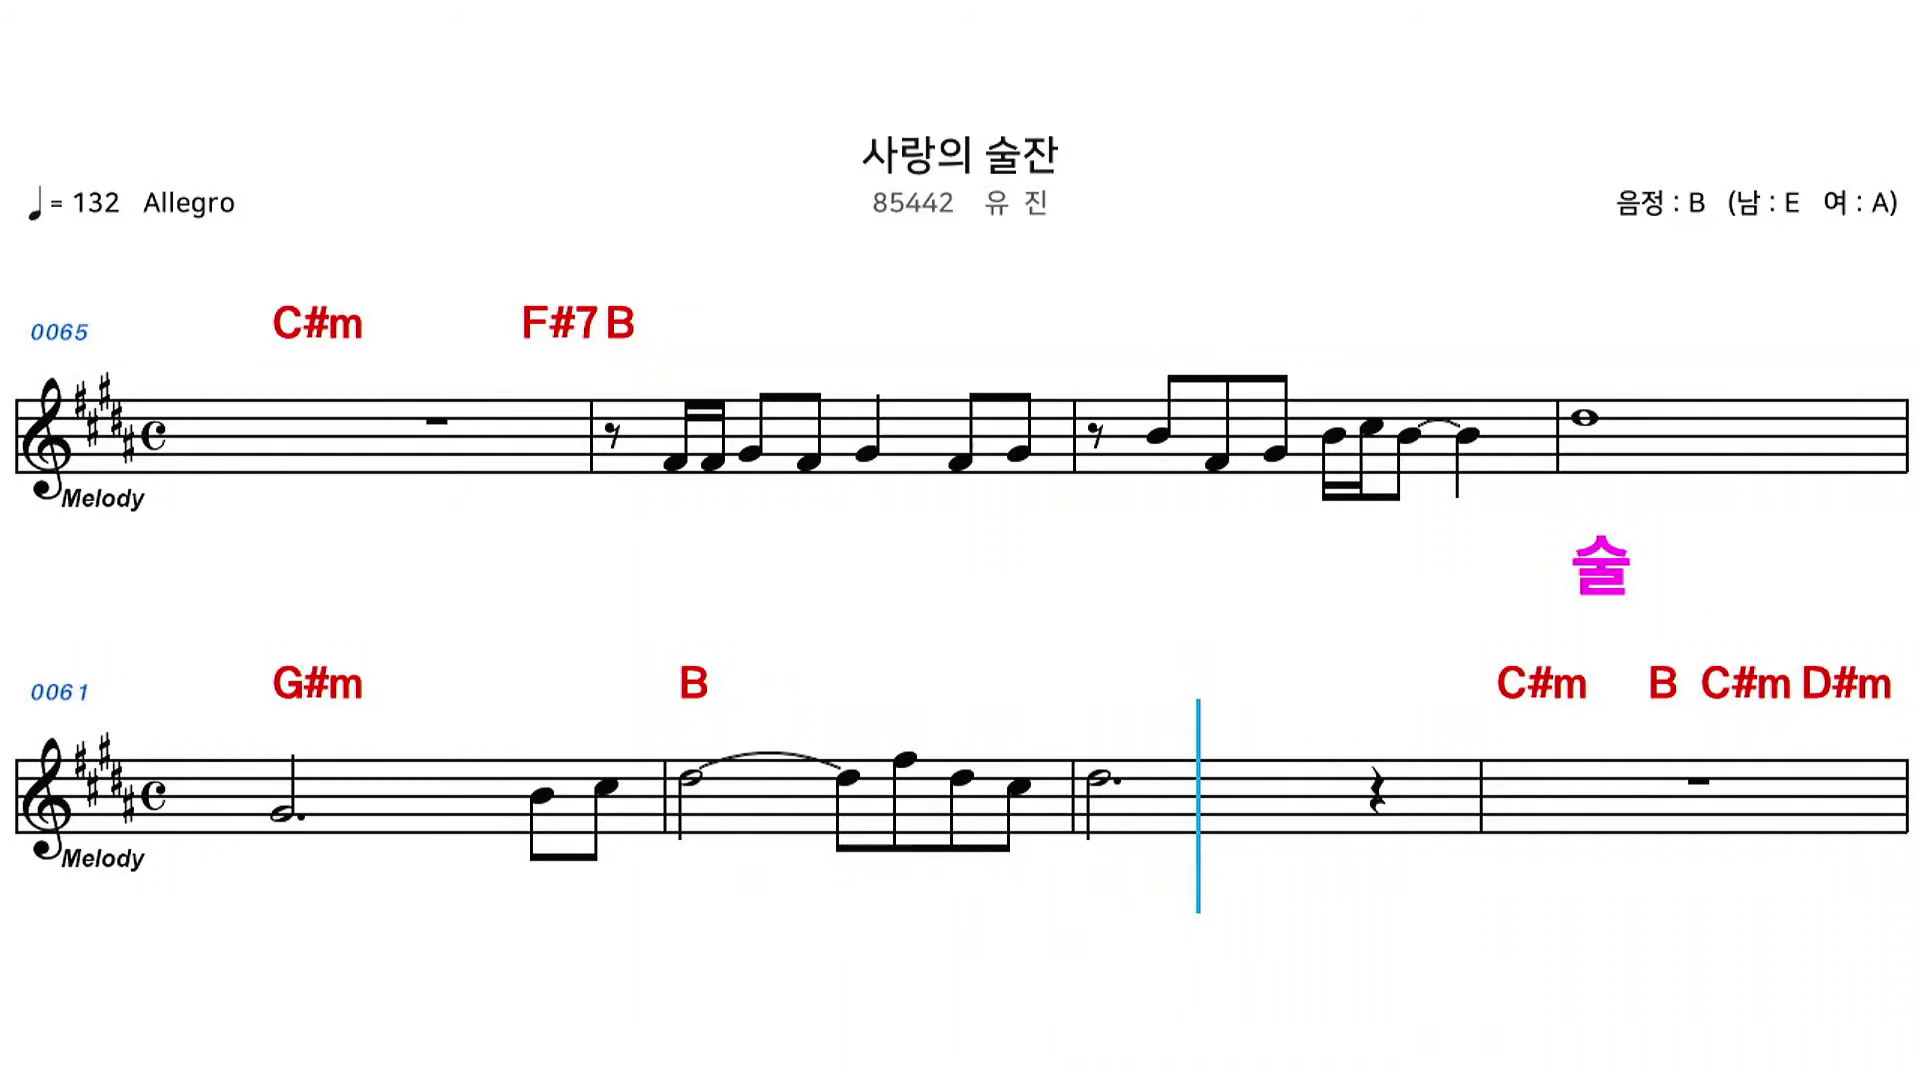 사랑의 술잔
♩= 132 Allegro 85442 유 진 음정 : B (남 : E 여 : A)
0065 C#m F#7 B
Melody
술
0061 G#m B C#m B C#m D#m
Melody